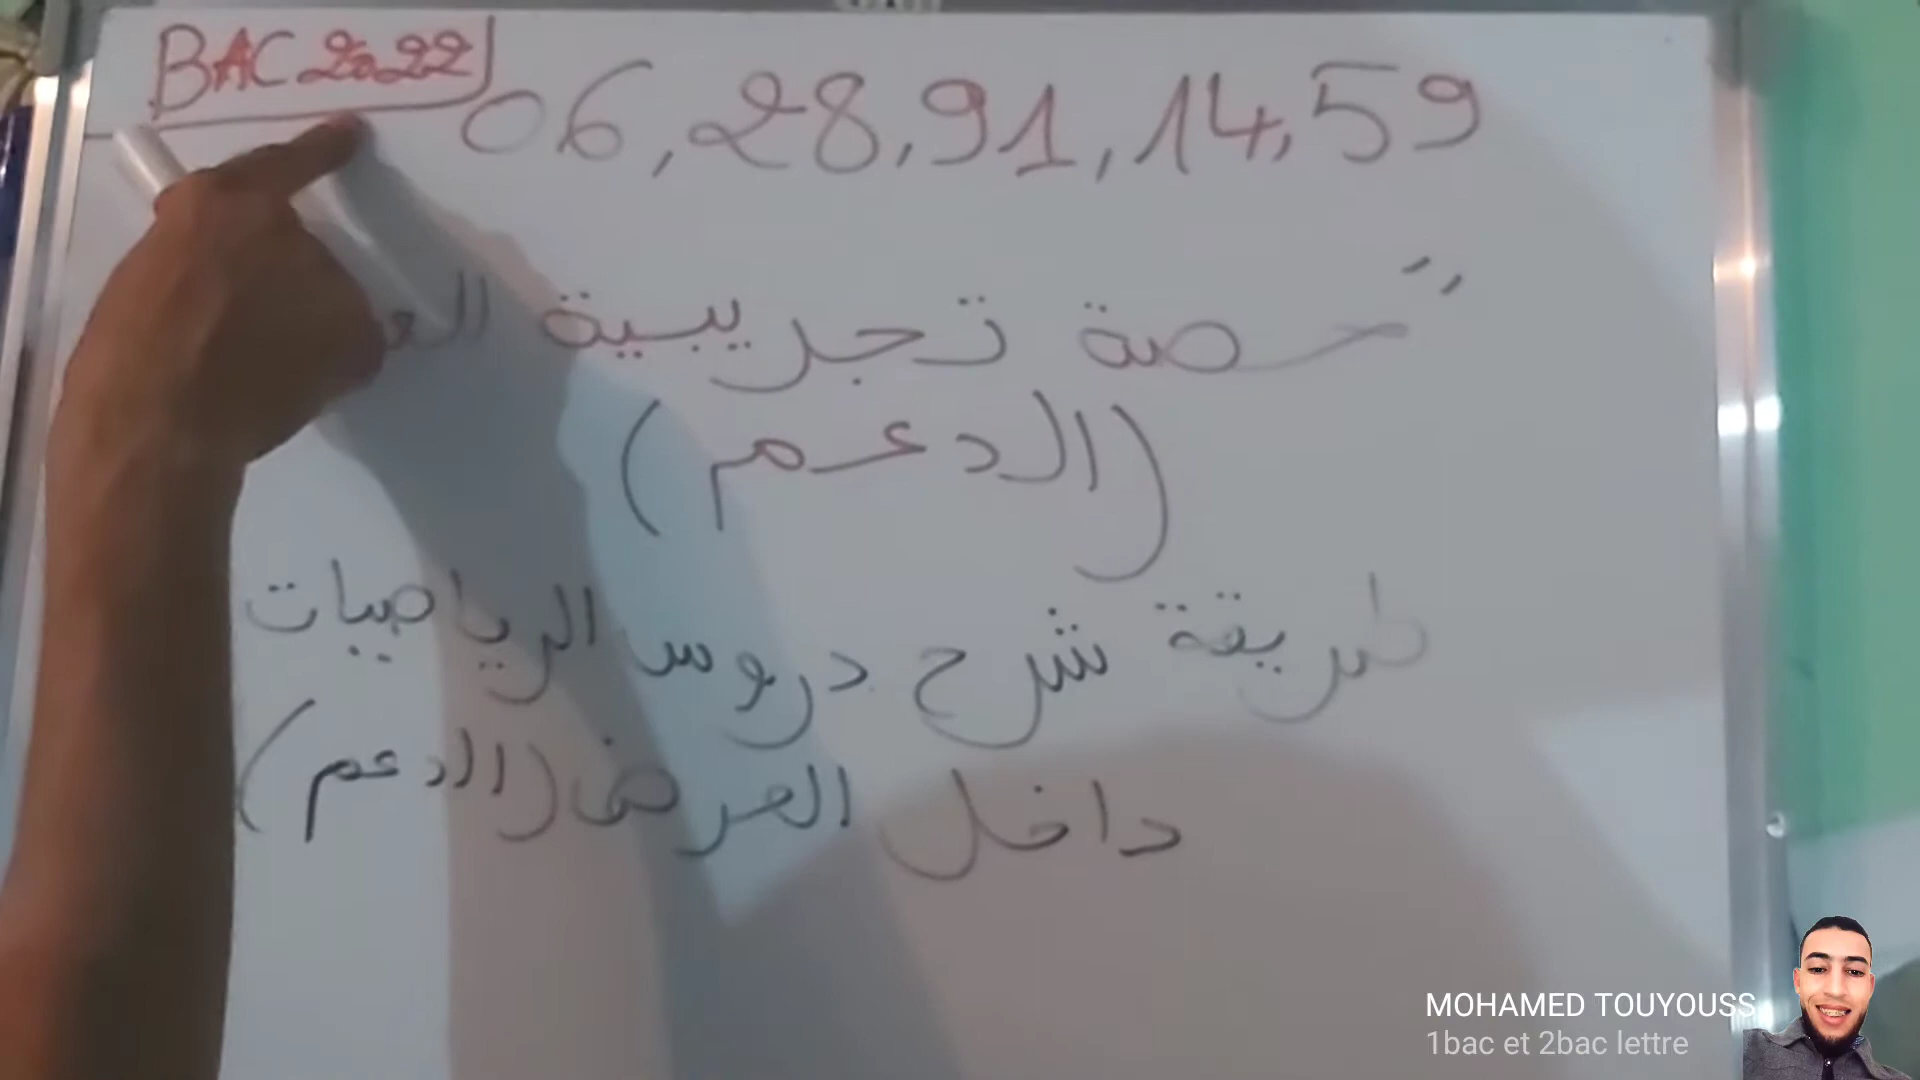 BAC 2022
06,28,91,14,59
"حصة تجريبية
(الدعم)
طريقة شرح دروس الرياضيات
داخل العرض (الدعم)
MOHAMED TOUYOUSS
1bac et 2bac lettre